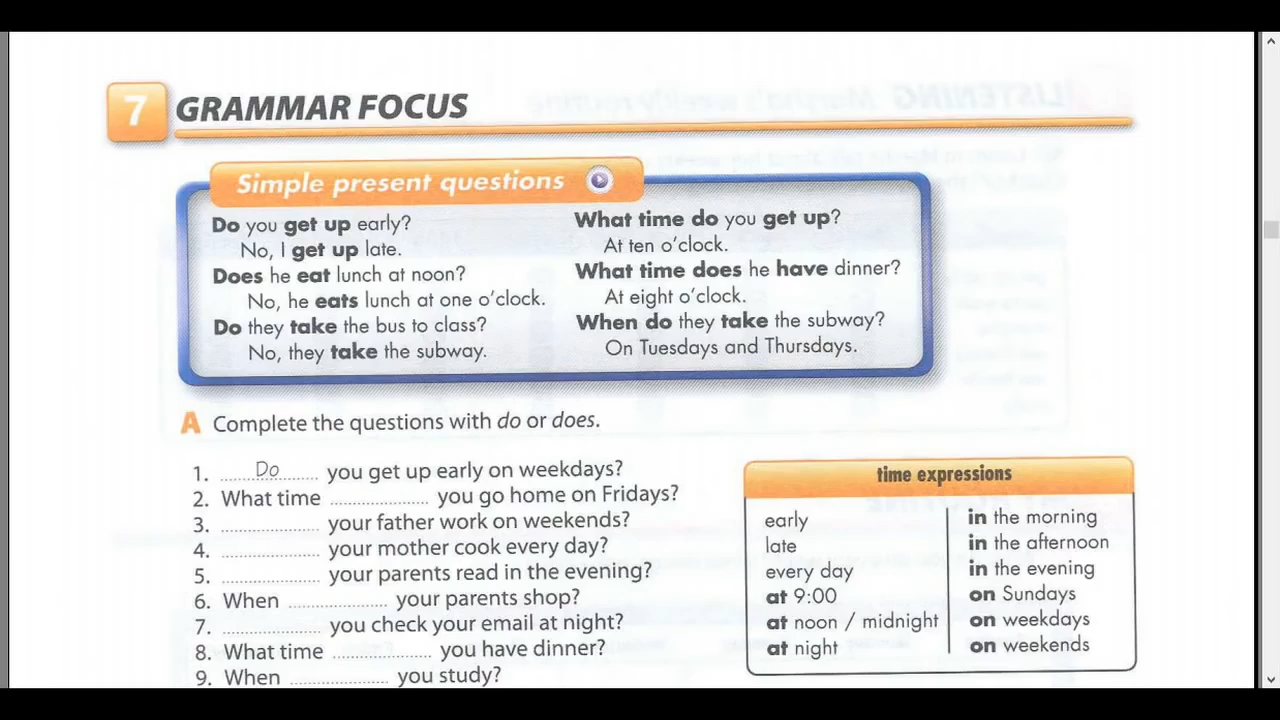 7 GRAMMAR FOCUS
Simple present questions
Do you get up early?
No, I get up late.
Does he eat lunch at noon?
No, he eats lunch at one o'clock.
Do they take the bus to class?
No, they take the subway.
What time do you get up?
At ten o'clock.
What time does he have dinner?
At eight o'clock.
When do they take the subway?
On Tuesdays and Thursdays.
A Complete the questions with do or does.
1. Do you get up early on weekdays?
2. What time ............ you go home on Fridays?
3. ............ your father work on weekends?
4. ............ your mother cook every day?
5. ............ your parents read in the evening?
6. When ............ your parents shop?
7. ............ you check your email at night?
8. What time ............ you have dinner?
9. When ............ you study?
time expressions
early
late
every day
at 9:00
at noon / midnight
at night
in the morning
in the afternoon
in the evening
on Sundays
on weekdays
on weekends